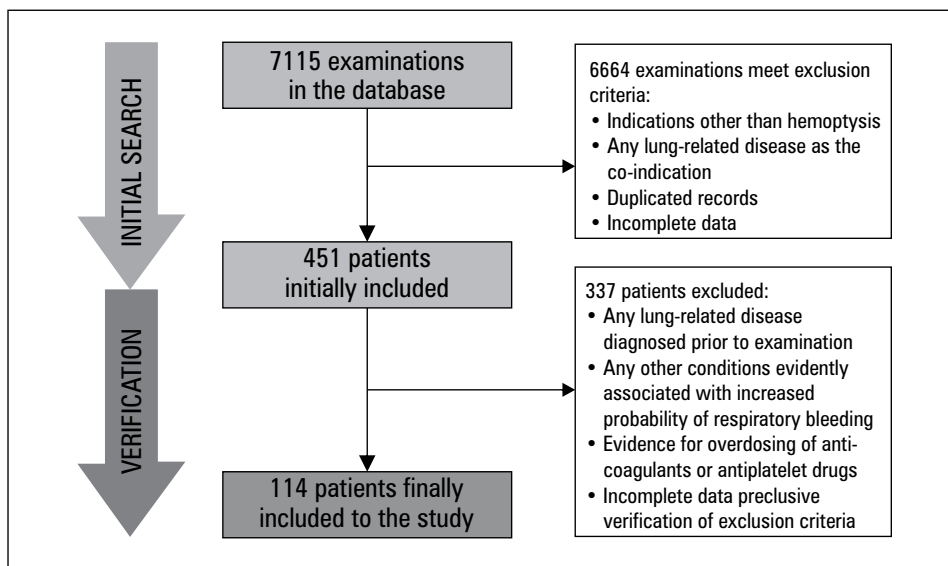 INITIAL SEARCH
7115 examinations
in the database
6664 examinations meet exclusion
criteria:
• Indications other than hemoptysis
• Any lung-related disease as the
co-indication
• Duplicated records
• Incomplete data
451 patients
initially included
VERIFICATION
337 patients excluded:
• Any lung-related disease
diagnosed prior to examination
• Any other conditions evidently
associated with increased
probability of respiratory bleeding
• Evidence for overdosing of anti-
coagulants or antiplatelet drugs
• Incomplete data preclusive
verification of exclusion criteria
114 patients finally
included to the study